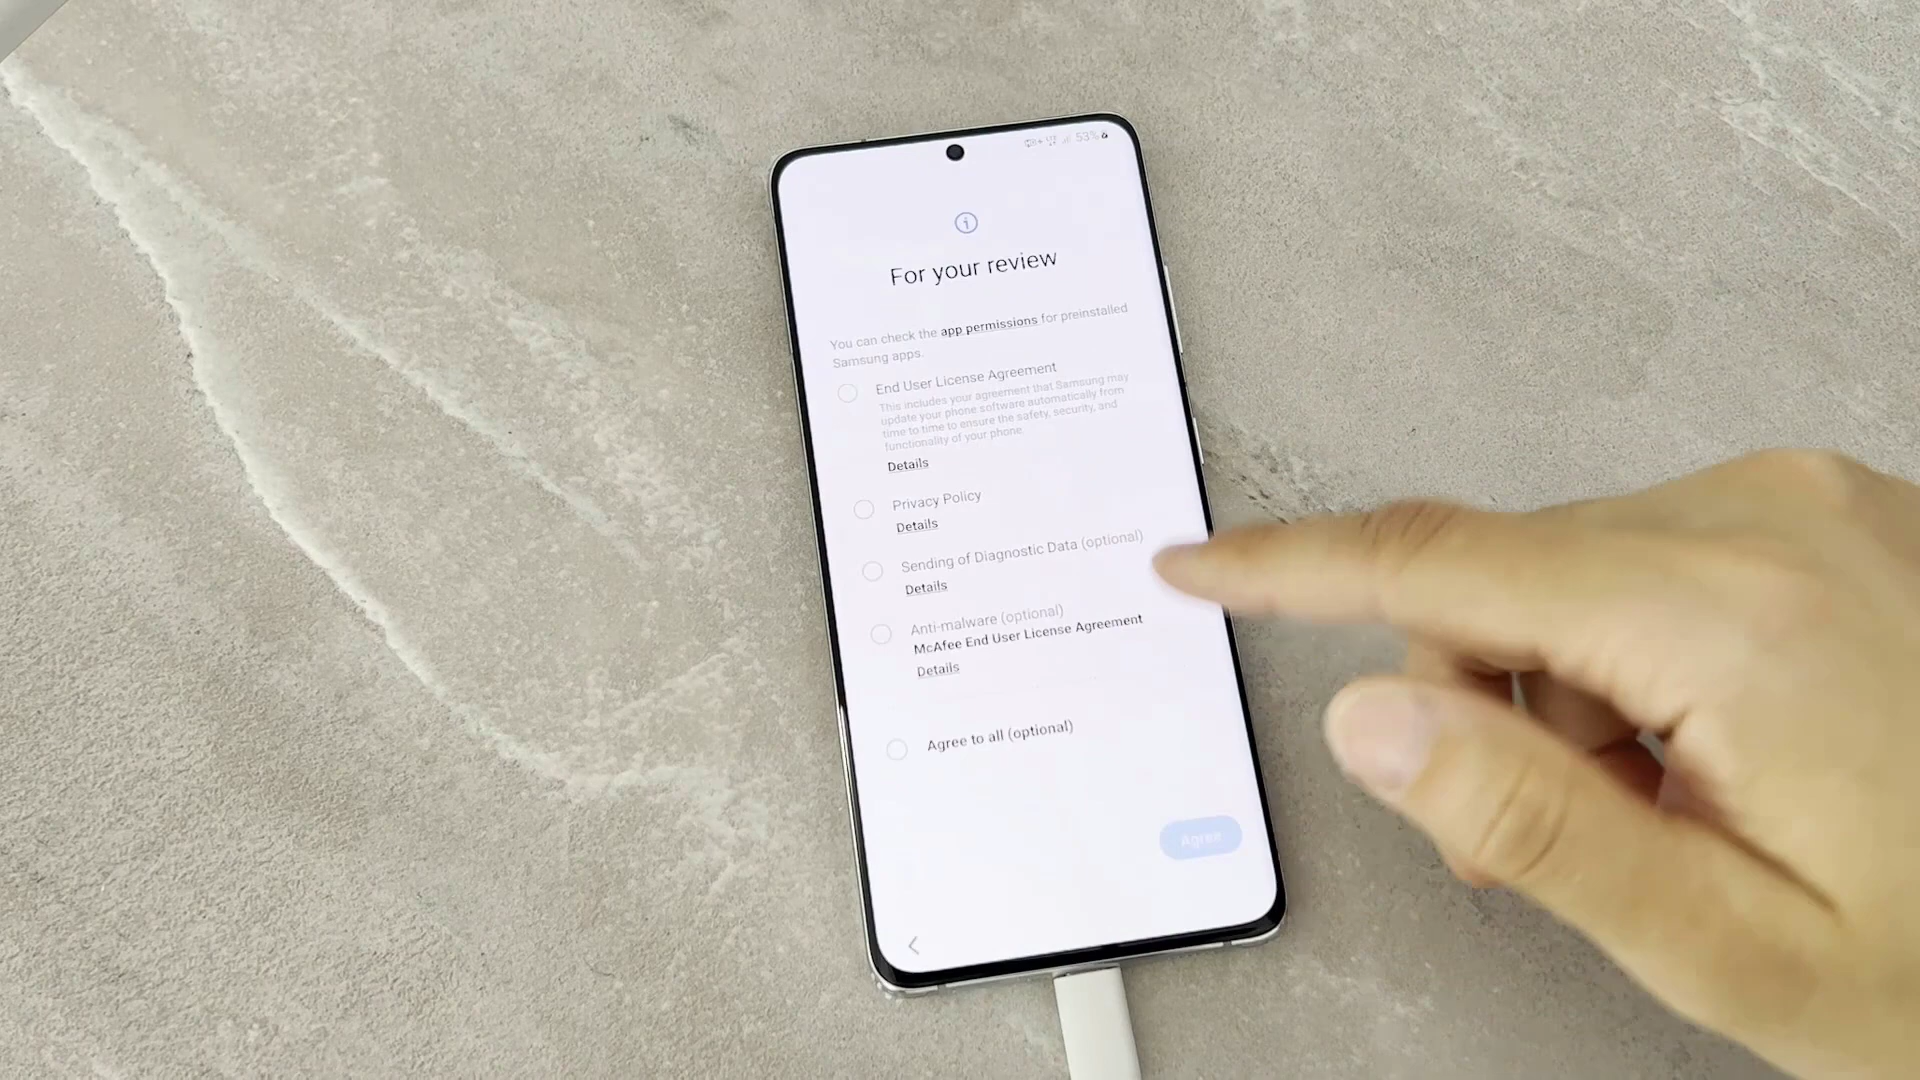 53%
For your review
You can check the app permissions for preinstalled
Samsung apps.
End User License Agreement
This includes your agreement that Samsung may
update your phone software automatically from
time to time to ensure the safety, security, and
functionality of your phone.
Details
Privacy Policy
Details
Sending of Diagnostic Data (optional)
Details
Anti-malware (optional)
McAfee End User License Agreement
Details
Agree to all (optional)
Agree